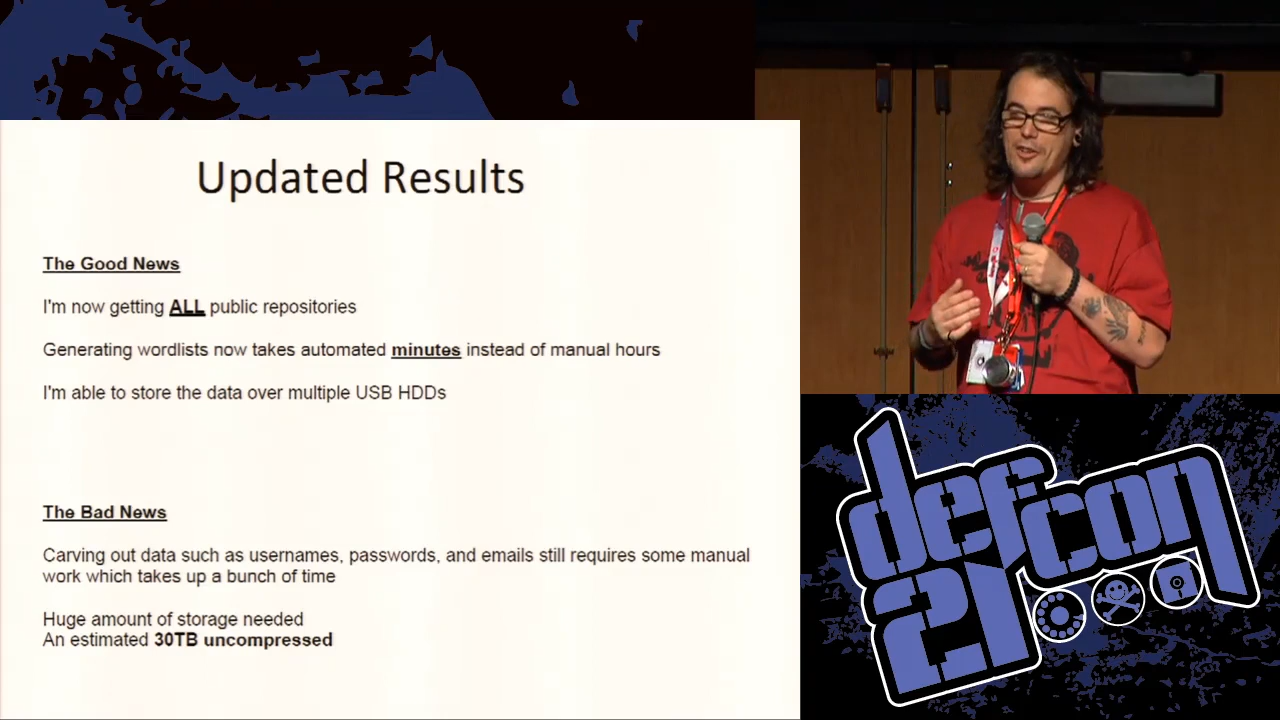 Updated Results
The Good News
I'm now getting ALL public repositories
Generating wordlists now takes automated minutes instead of manual hours
I'm able to store the data over multiple USB HDDs
The Bad News
Carving out data such as usernames, passwords, and emails still requires some manual
work which takes up a bunch of time
Huge amount of storage needed
An estimated 30TB uncompressed
defcon
21